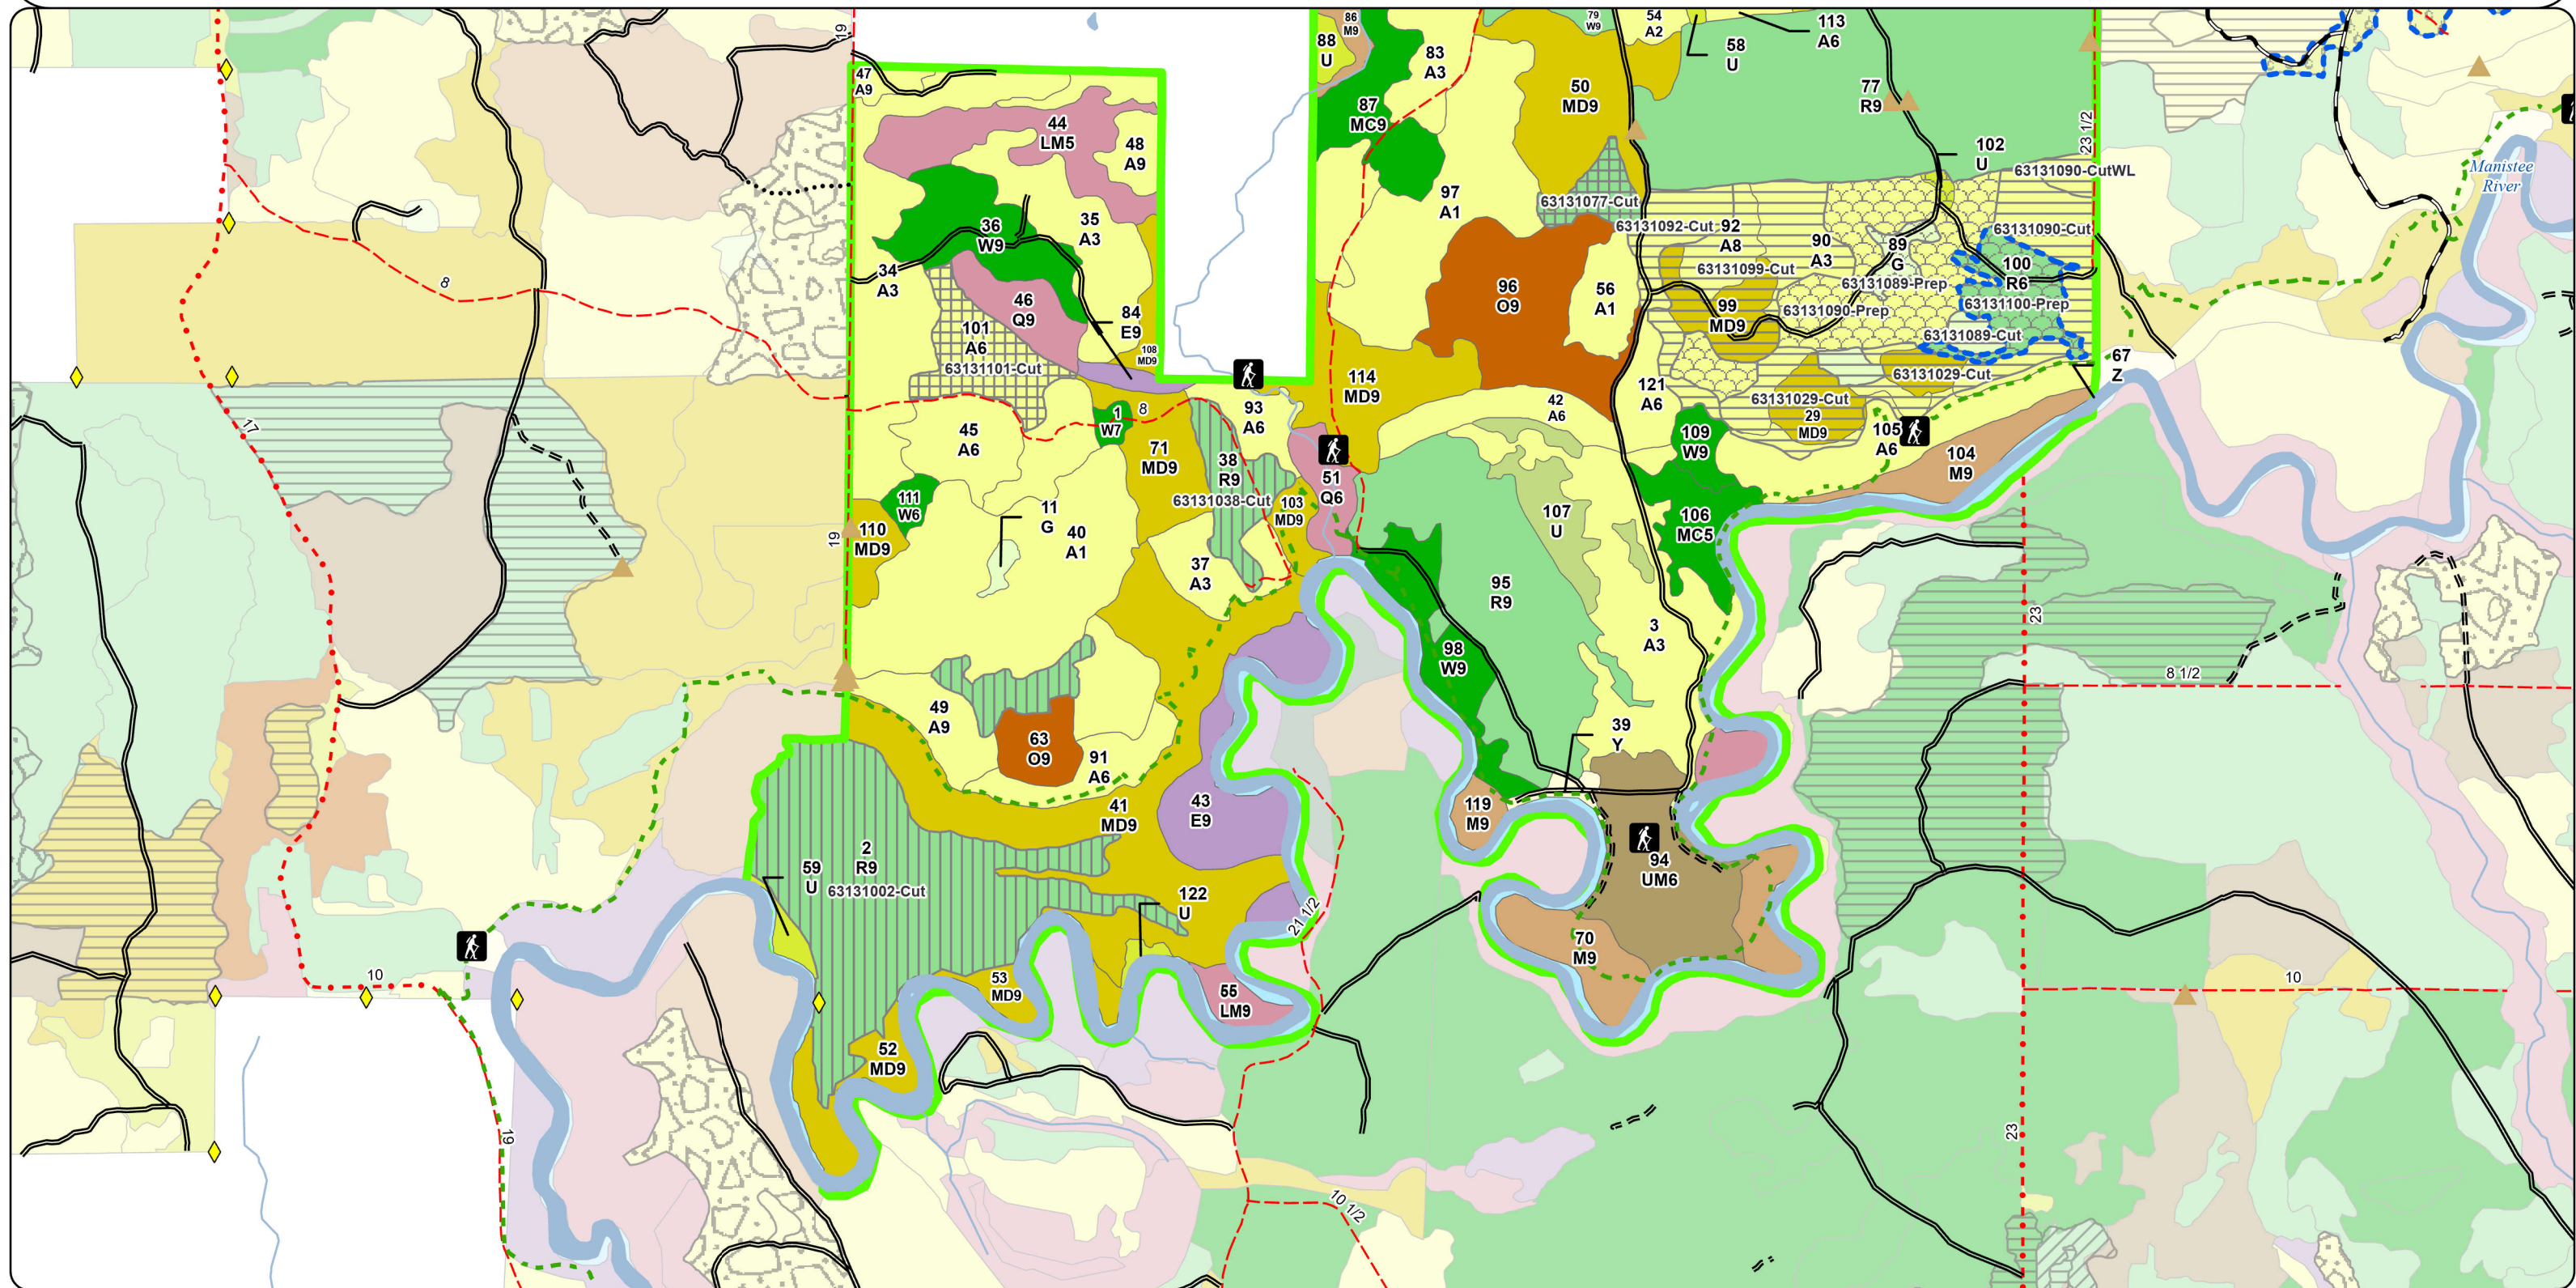 86
M9
88
U
83
A3
79
W9
54
A2
113
A6
58
U
19
47
A9
87
MC9
50
MD9
77
R9
44
LM5
48
A9
23 1/2
102
U
63131090-CutWL
Manistee
River
97
A1
63131077-Cut
36
W9
35
A3
63131092-Cut
92
A8
90
A3
89
G
63131090-Cut
34
A3
8
63131099-Cut
63131089-Prep
100
R6
46
Q9
96
O9
56
A1
99
MD9
63131090-Prep
63131100-Prep
84
E9
101
A6
63131101-Cut
108
MD9
63131089-Cut
67
Z
114
MD9
121
A6
63131029-Cut
63131029-Cut
29
MD9
17
1
W7
8
93
A6
42
A6
45
A6
71
MD9
109
W9
105
A6
104
M9
38
R9
63131038-Cut
51
Q6
111
W6
103
MD9
107
U
106
MC5
110
MD9
19
11
G
40
A1
37
A3
95
R9
3
A3
23
98
W9
8 1/2
49
A9
63
O9
91
A6
39
Y
41
MD9
43
E9
119
M9
2
R9
63131002-Cut
59
U
94
UM6
122
U
21 1/2
70
M9
10
10
53
MD9
55
LM9
52
MD9
19
23
10 1/2